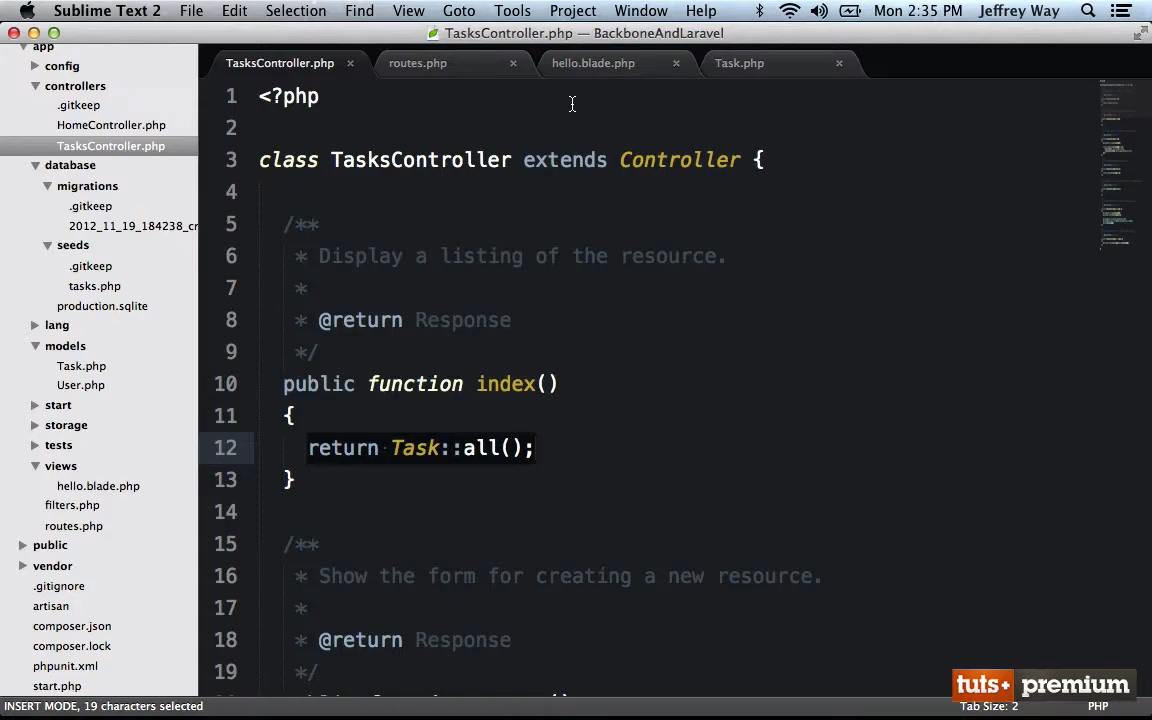 Sublime Text 2 File Edit Selection Find View Goto Tools Project Window Help Mon 2:35 PM Jeffrey Way
TasksController.php — BackboneAndLaravel
app
config
controllers
.gitkeep
HomeController.php
TasksController.php
database
migrations
.gitkeep
2012_11_19_184238_cr
seeds
.gitkeep
tasks.php
production.sqlite
lang
models
Task.php
User.php
start
storage
tests
views
hello.blade.php
filters.php
routes.php
public
vendor
.gitignore
artisan
composer.json
composer.lock
phpunit.xml
start.php
TasksController.php × routes.php × hello.blade.php × Task.php ×
1 <?php
2
3 class TasksController extends Controller {
4
5 /**
6 * Display a listing of the resource.
7 *
8 * @return Response
9 */
10 public function index()
11 {
12 return Task::all();
13 }
14
15 /**
16 * Show the form for creating a new resource.
17 *
18 * @return Response
19 */
tuts+ premium
INSERT MODE, 19 characters selected Tab Size: 2 PHP